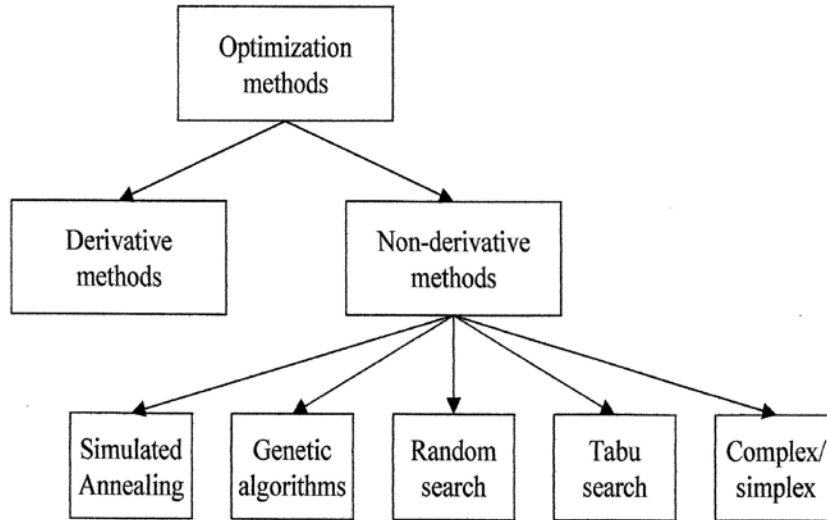 Optimization
methods
Derivative
methods
Non-derivative
methods
Simulated
Annealing
Genetic
algorithms
Random
search
Tabu
search
Complex/
simplex